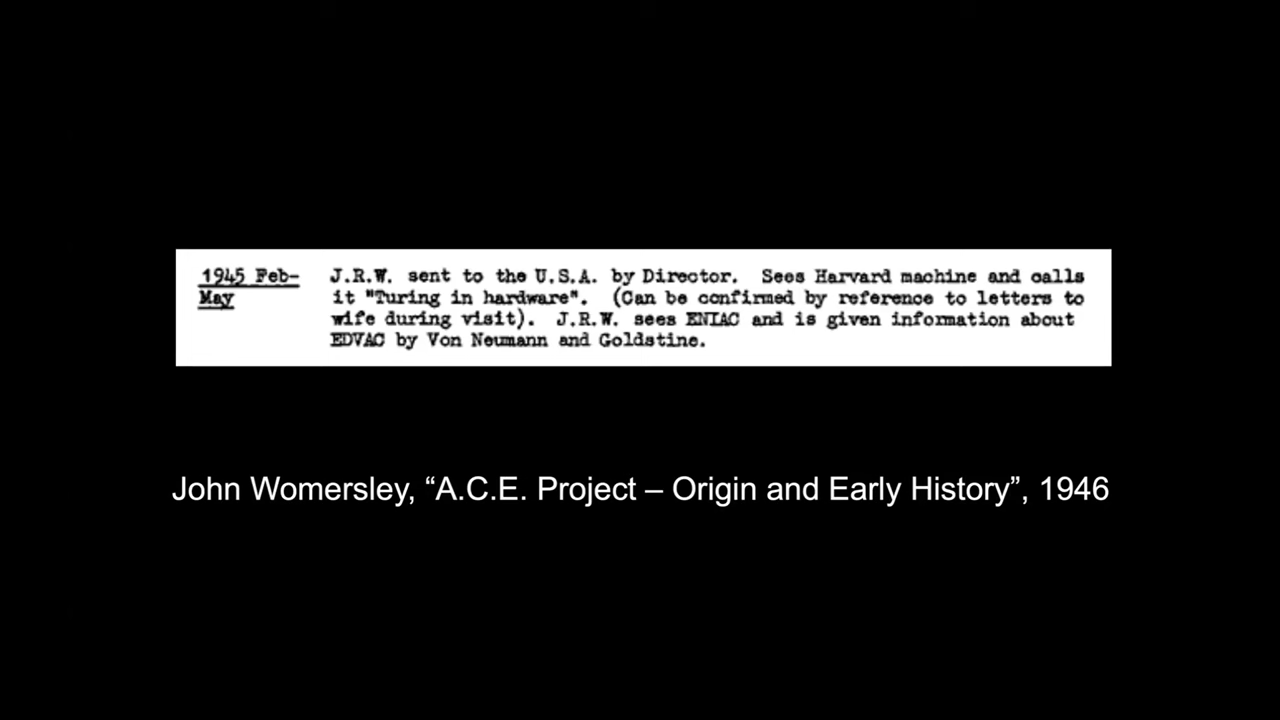 1945 Feb- J.R.W. sent to the U.S.A. by Director. Sees Harvard machine and calls
May it "Turing in hardware". (Can be confirmed by reference to letters to
wife during visit). J.R.W. sees ENIAC and is given information about
EDVAC by Von Neumann and Goldstine.
John Womersley, “A.C.E. Project – Origin and Early History”, 1946